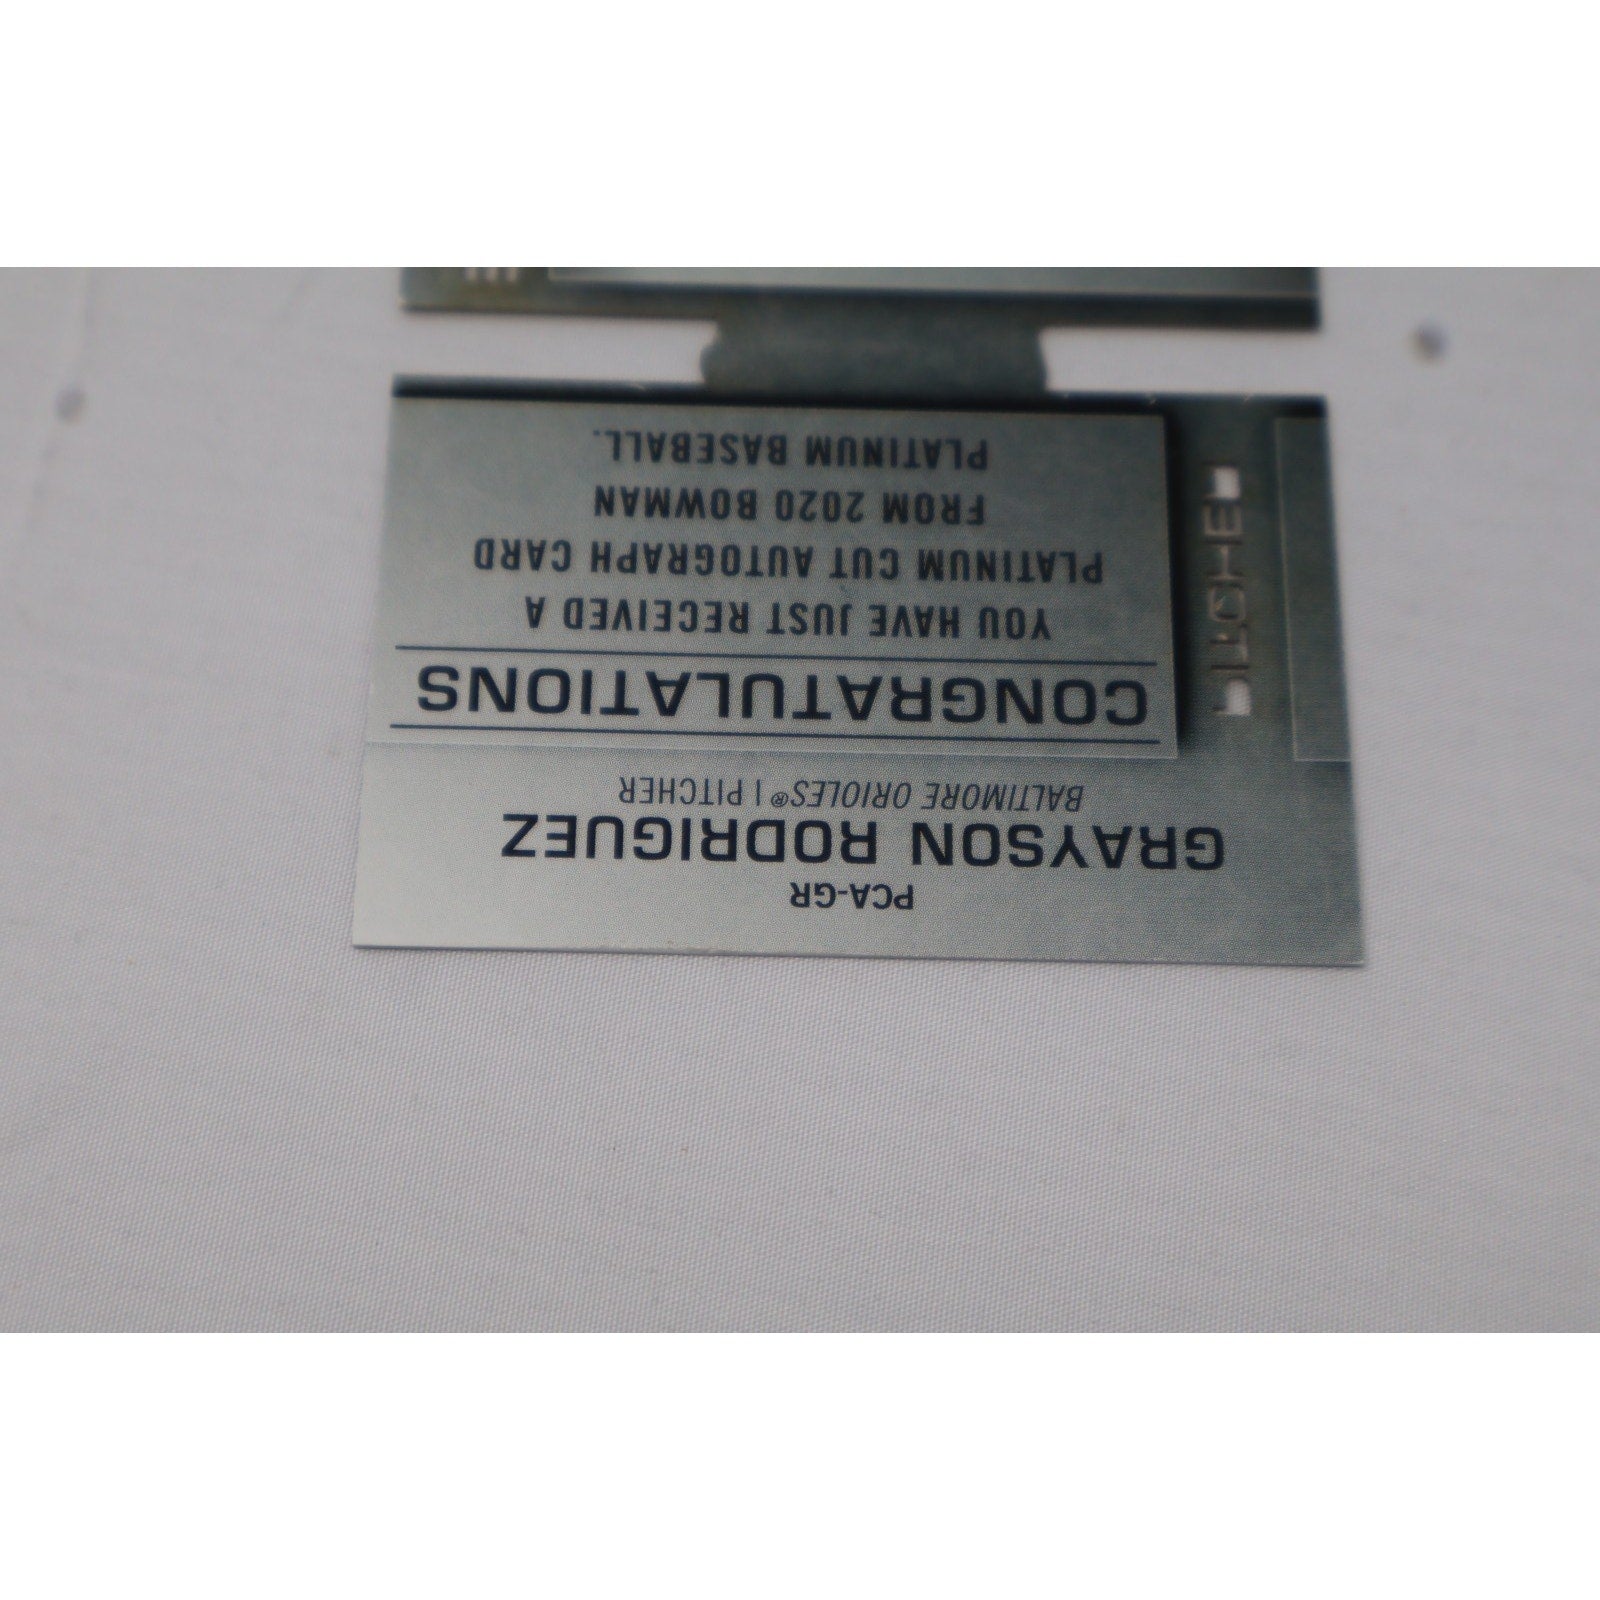 PCA-GR
GRAYSON RODRIGUEZ
BALTIMORE ORIOLES® | PITCHER
CONGRATULATIONS
YOU HAVE JUST RECEIVED A
PLATINUM CUT AUTOGRAPH CARD
FROM 2020 BOWMAN
PLATINUM BASEBALL.
PITCHER